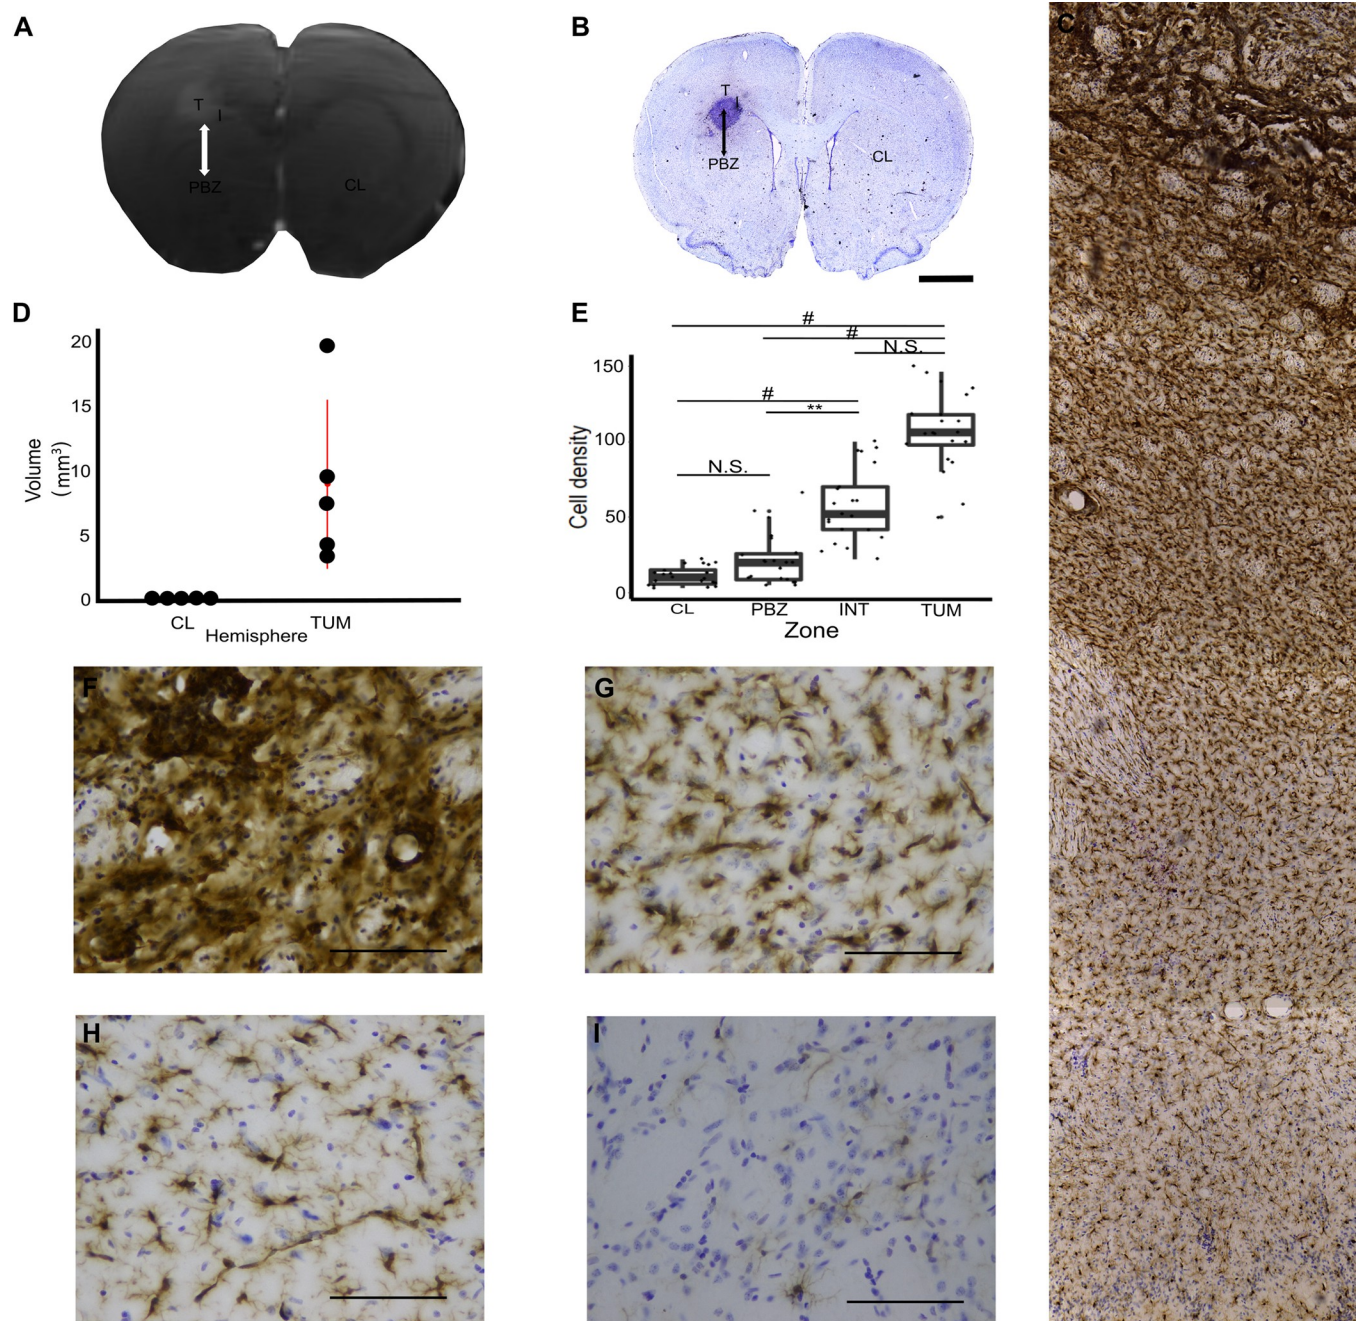 A
T
I
PBZ
CL
B
T
I
PBZ
CL
C
D
20
15
10
5
0
Volume
(mm³)
CL
TUM
Hemisphere
E
#
#
N.S.
#
**
N.S.
150
100
50
0
Cell density
CL PBZ INT TUM
Zone
F
G
H
I